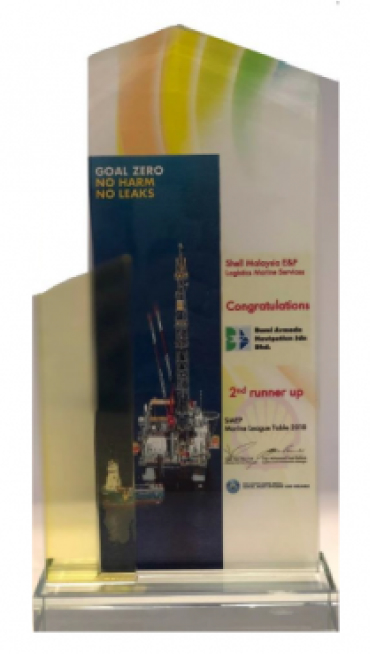 GOAL ZERO
NO HARM
NO LEAKS
Shell Malaysia E&P
Logistics Marine Services
Congratulations
Bumi Armada
Navigation Sdn
Bhd.
2nd runner up
SMEP
Marine League Table 2018